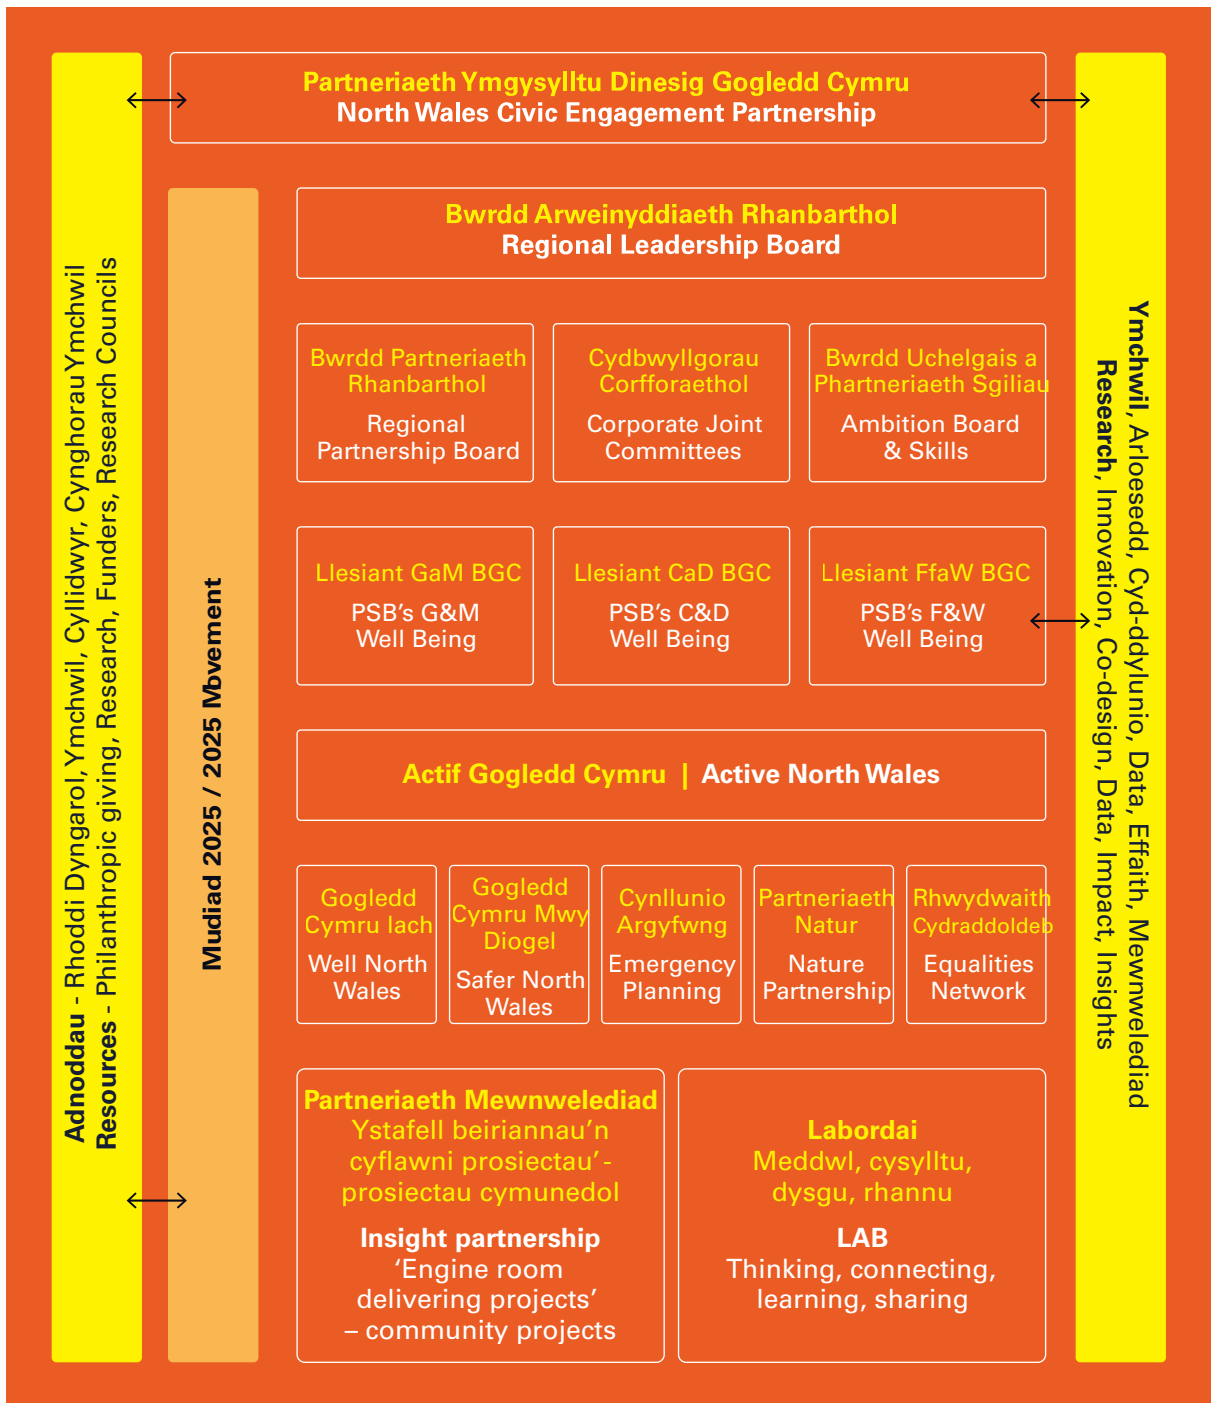 Partneriaeth Ymgysylltu Dinesig Gogledd Cymru
North Wales Civic Engagement Partnership
Adnoddau - Rhoddi Dyngarol, Ymchwil, Cyllidwyr, Cynghorau Ymchwil
Resources - Philanthropic giving, Research, Funders, Research Councils
Mudiad 2025 / 2025 Movement
Bwrdd Arweinyddiaeth Rhanbarthol
Regional Leadership Board
Bwrdd Partneriaeth
Rhanbarthol
Regional
Partnership Board
Cydbwyllgorau
Corfforaethol
Corporate Joint
Committees
Bwrdd Uchelgais a
Phartneriaeth Sgiliau
Ambition Board
& Skills
Llesiant GaM BGC
PSB’s G&M
Well Being
Llesiant CaD BGC
PSB’s C&D
Well Being
Llesiant FfaW BGC
PSB’s F&W
Well Being
Actif Gogledd Cymru | Active North Wales
Gogledd
Cymru Iach
Well North
Wales
Gogledd
Cymru Mwy
Diogel
Safer North
Wales
Cynllunio
Argyfwng
Emergency
Planning
Partneriaeth
Natur
Nature
Partnership
Rhwydwaith
Cydraddoldeb
Equalities
Network
Partneriaeth Mewnwelediad
Ystafell beiriannau’n
cyflawni prosiectau’ -
prosiectau cymunedol
Insight partnership
‘Engine room
delivering projects’
– community projects
Labordai
Meddwl, cysylltu,
dysgu, rhannu
LAB
Thinking, connecting,
learning, sharing
Ymchwil, Arloesedd, Cyd-ddylunio, Data, Effaith, Mewnwelediad
Research, Innovation, Co-design, Data, Impact, Insights